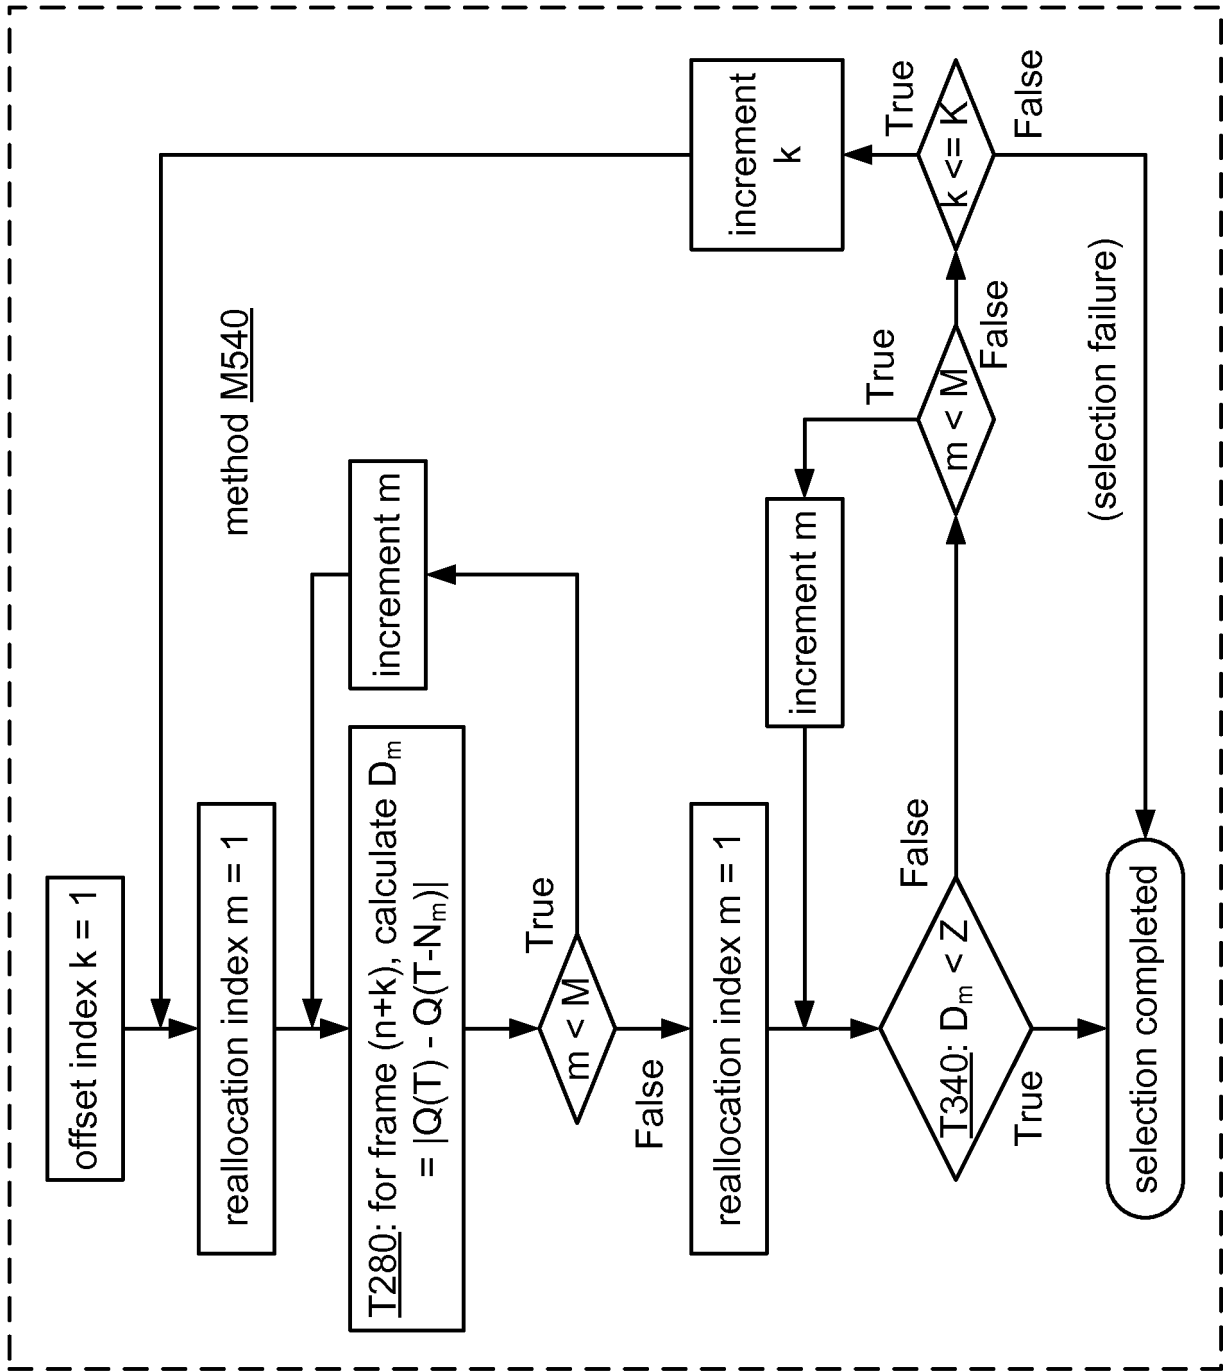 method M540
offset index k = 1
reallocation index m = 1
T280: for frame (n+k), calculate Dm
= |Q(T) - Q(T-Nm)|
increment m
m < M
True
False
reallocation index m = 1
increment m
T340: Dm < Z
False
True
m < M
True
False
k <= K
True
False
increment
k
(selection failure)
selection completed